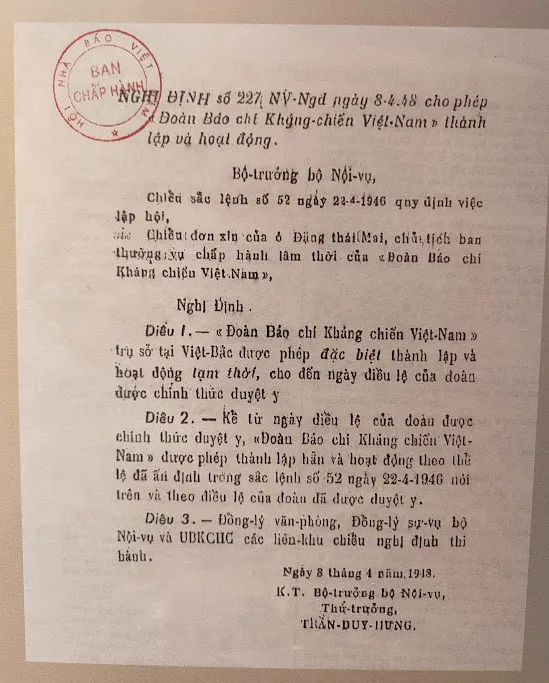 HỘI NHÀ BÁO VIỆT NAM
BAN
CHẤP HÀNH
NGHỊ ĐỊNH số 227 NV-Ngd ngày 8-4.48 cho phép
« Đoàn Báo chí Kháng-chiến Việt-Nam » thành
lập và hoạt động.
Bộ-trưởng bộ Nội-vụ,
Chiểu sắc lệnh số 52 ngày 22-4-1946 quy định việc
lập hội,
Chiểu đơn xin của ô Đặng thái Mai, chủ tịch ban
thường vụ chấp hành lâm thời của «Đoàn Báo chí
Kháng chiến Việt-Nam»,
Nghị Định .
Điều 1. — « Đoàn Báo chí Kháng chiến Việt-Nam »
trụ sở tại Việt-Bắc được phép đặc biệt thành lập và
hoạt động tạm thời, cho đến ngày điều lệ của đoàn
được chính thức duyệt y
Điều 2. — Kể từ ngày điều lệ của đoàn được
chính thức duyệt y, «Đoàn Báo chí Kháng chiến Việt-
Nam » được phép thành lập hẳn và hoạt động theo thể
lệ đã ấn định trong sắc lệnh số 52 ngày 22-4-1946 nói
trên và theo điều lệ của đoàn đã được duyệt y.
Điều 3. — Đồng-lý văn-phòng, Đồng-lý sự-vụ bộ
Nội-vụ và UBKCHC các liên-khu chiểu nghị định thi
hành.
Ngày 8 tháng 4 năm 1948.
K.T. Bộ-trưởng bộ Nội-vụ,
Thứ-trưởng,
TRẦN-DUY-HƯNG.